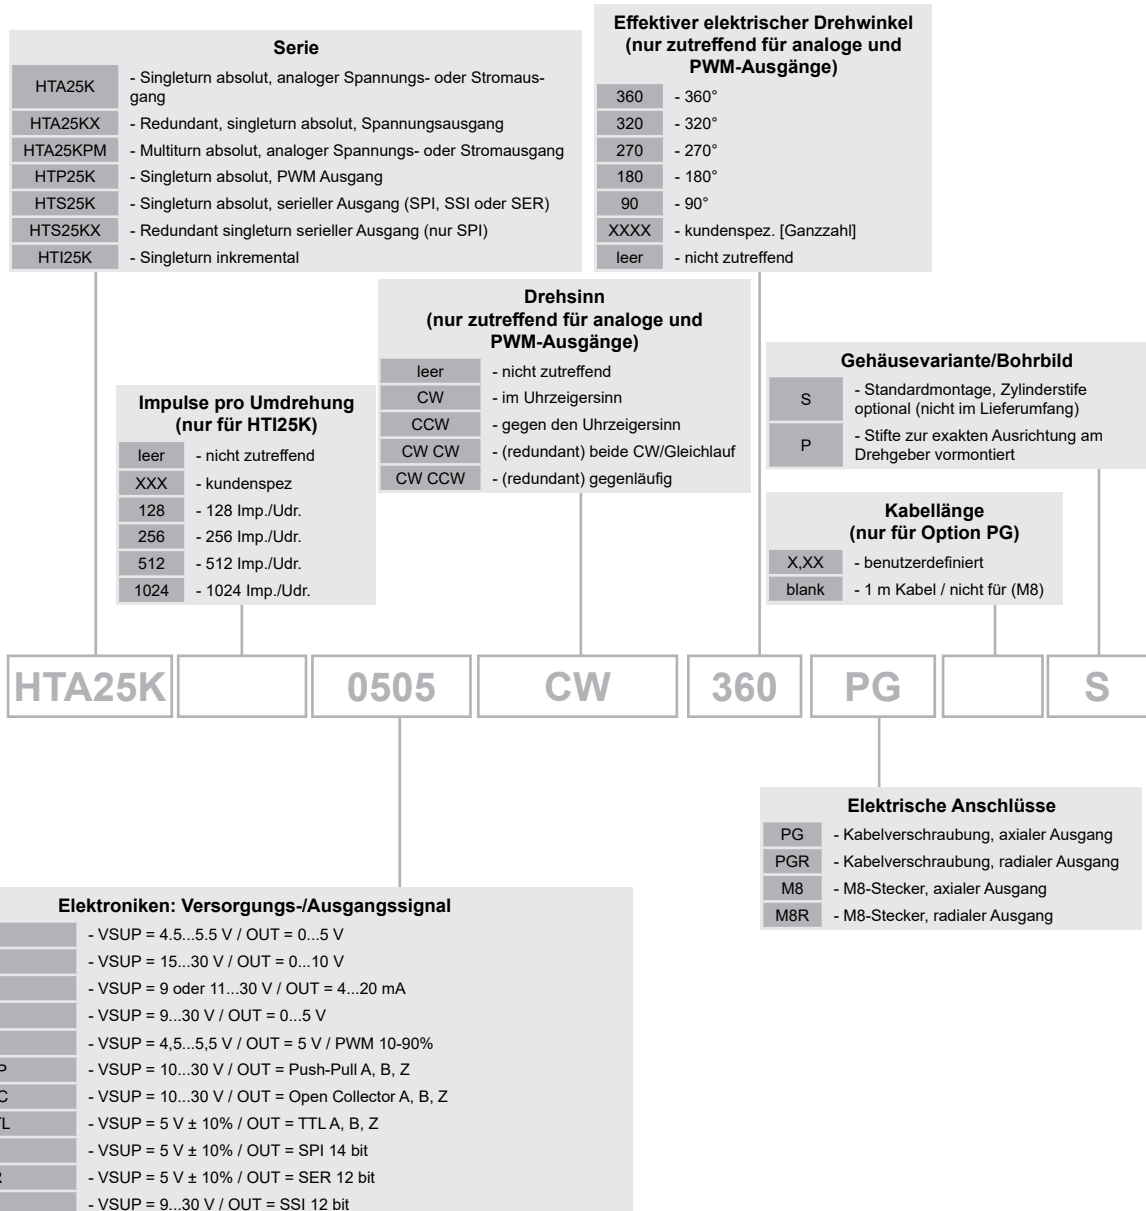 Serie
HTA25K - Singleturn absolut, analoger Spannungs- oder Stromaus-
gang
HTA25KX - Redundant, singleturn absolut, Spannungsausgang
HTA25KPM - Multiturn absolut, analoger Spannungs- oder Stromausgang
HTP25K - Singleturn absolut, PWM Ausgang
HTS25K - Singleturn absolut, serieller Ausgang (SPI, SSI oder SER)
HTS25KX - Redundant singleturn serieller Ausgang (nur SPI)
HTI25K - Singleturn inkremental
Effektiver elektrischer Drehwinkel
(nur zutreffend für analoge und
PWM-Ausgänge)
360 - 360°
320 - 320°
270 - 270°
180 - 180°
90 - 90°
XXXX - kundenspez. [Ganzzahl]
leer - nicht zutreffend
Drehsinn
(nur zutreffend für analoge und
PWM-Ausgänge)
leer - nicht zutreffend
CW - im Uhrzeigersinn
CCW - gegen den Uhrzeigersinn
CW CW - (redundant) beide CW/Gleichlauf
CW CCW - (redundant) gegenläufig
Impulse pro Umdrehung
(nur für HTI25K)
leer - nicht zutreffend
XXX - kundenspez
128 - 128 Imp./Udr.
256 - 256 Imp./Udr.
512 - 512 Imp./Udr.
1024 - 1024 Imp./Udr.
Gehäusevariante/Bohrbild
S - Standardmontage, Zylinderstife
optional (nicht im Lieferumfang)
P - Stifte zur exakten Ausrichtung am
Drehgeber vormontiert
Kabellänge
(nur für Option PG)
X,XX - benutzerdefiniert
blank - 1 m Kabel / nicht für (M8)
HTA25K 0505 CW 360 PG S
Elektrische Anschlüsse
PG - Kabelverschraubung, axialer Ausgang
PGR - Kabelverschraubung, radialer Ausgang
M8 - M8-Stecker, axialer Ausgang
M8R - M8-Stecker, radialer Ausgang
Elektroniken: Versorgungs-/Ausgangssignal
- VSUP = 4.5...5.5 V / OUT = 0...5 V
- VSUP = 15...30 V / OUT = 0...10 V
- VSUP = 9 oder 11...30 V / OUT = 4...20 mA
- VSUP = 9...30 V / OUT = 0...5 V
- VSUP = 4,5...5,5 V / OUT = 5 V / PWM 10-90%
- VSUP = 10...30 V / OUT = Push-Pull A, B, Z
- VSUP = 10...30 V / OUT = Open Collector A, B, Z
- VSUP = 5 V ± 10% / OUT = TTL A, B, Z
- VSUP = 5 V ± 10% / OUT = SPI 14 bit
- VSUP = 5 V ± 10% / OUT = SER 12 bit
- VSUP = 9...30 V / OUT = SSI 12 bit